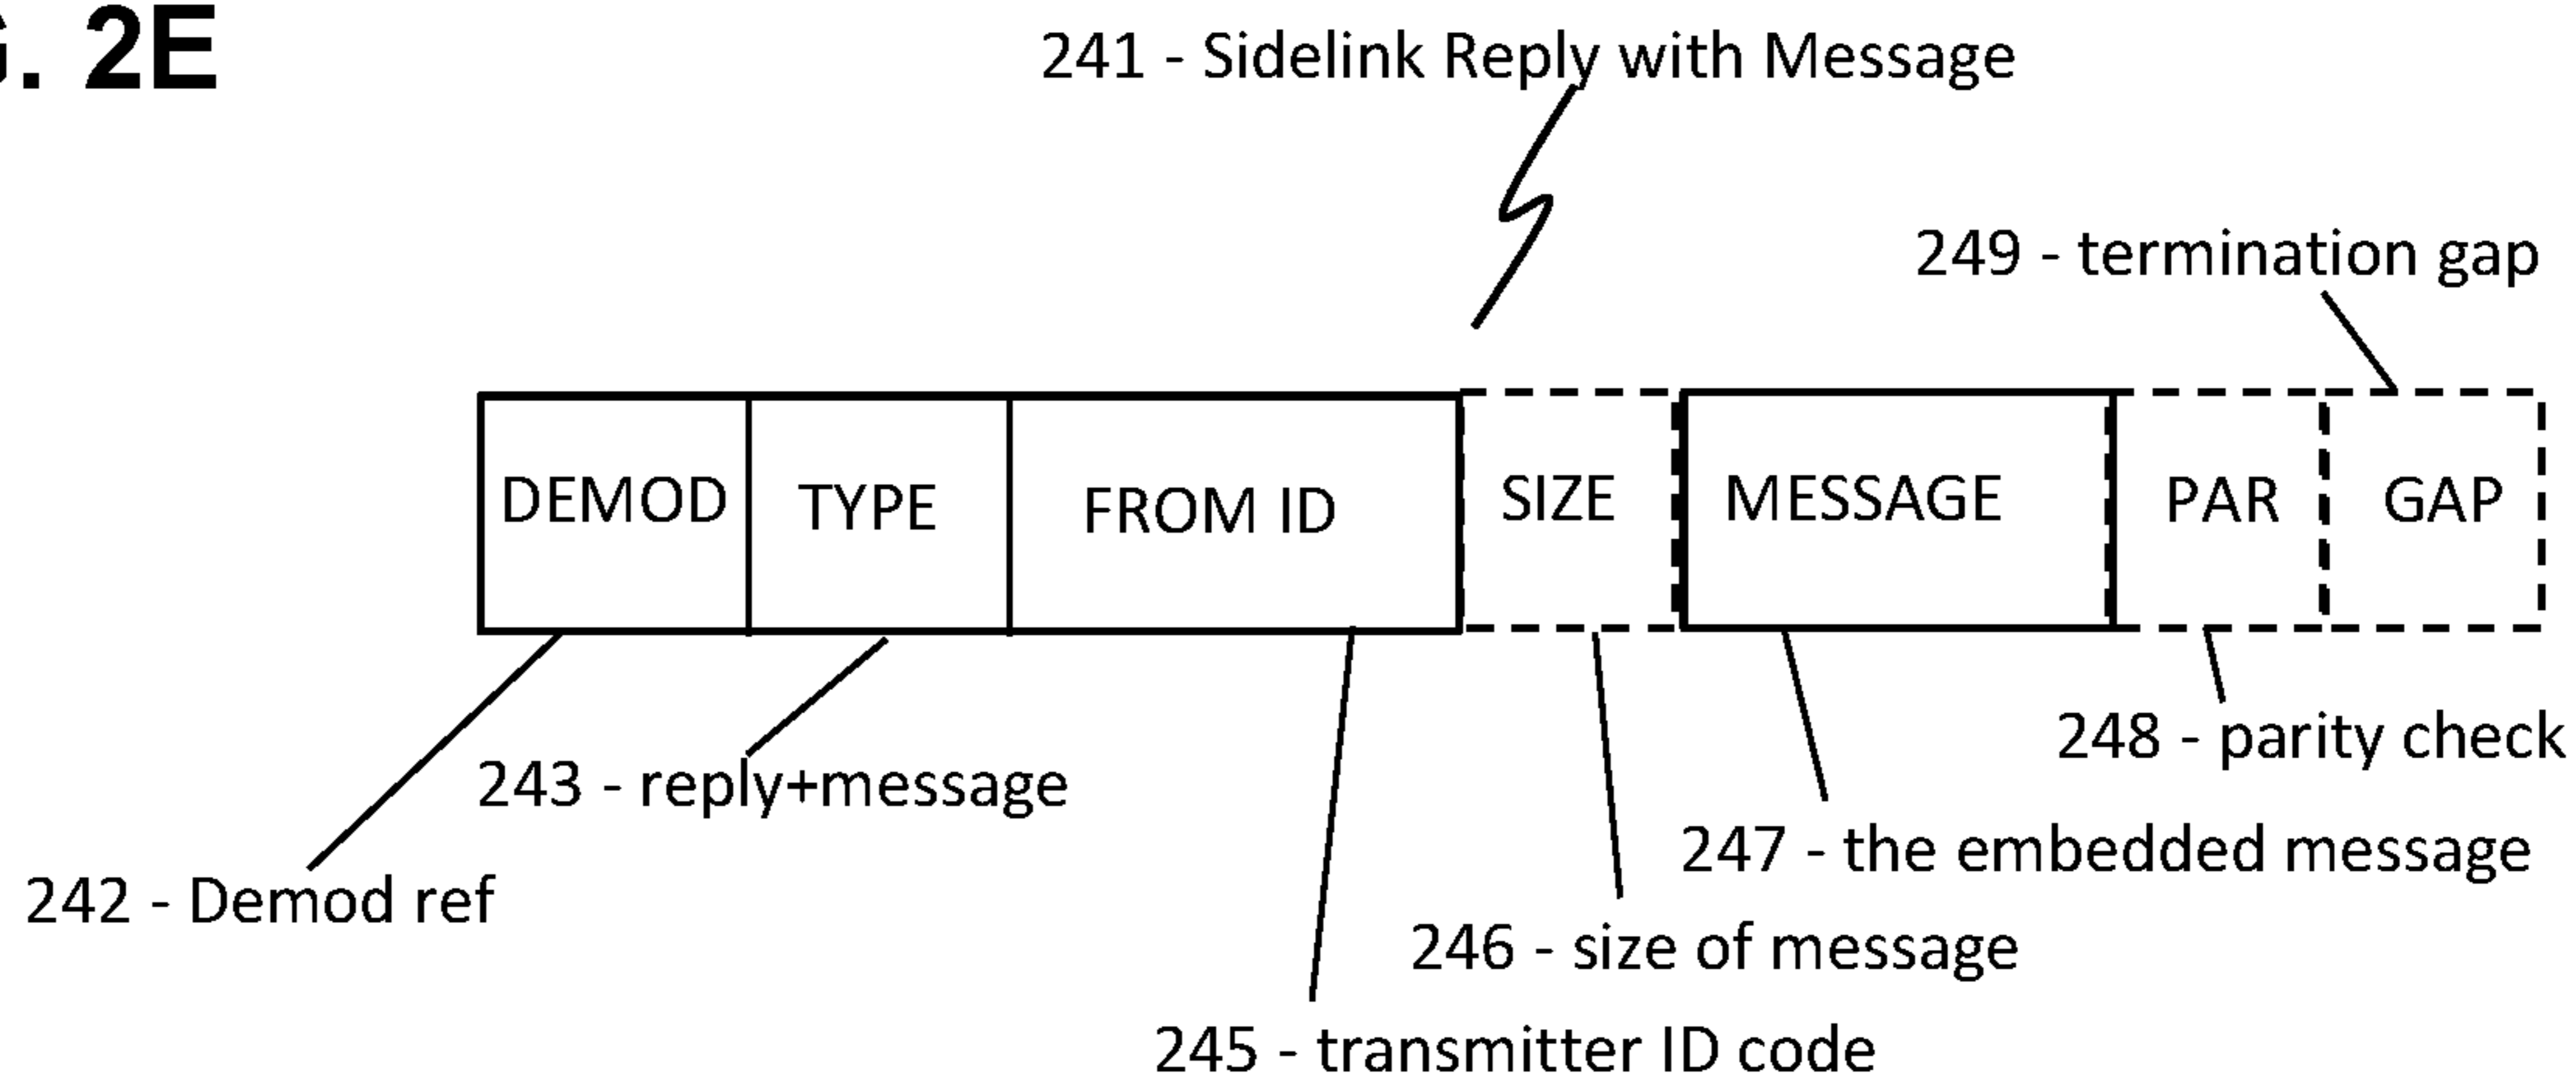 G. 2E
241 - Sidelink Reply with Message
249 - termination gap
DEMOD TYPE FROM ID SIZE MESSAGE PAR GAP
243 - reply+message
248 - parity check
242 - Demod ref
247 - the embedded message
246 - size of message
245 - transmitter ID code